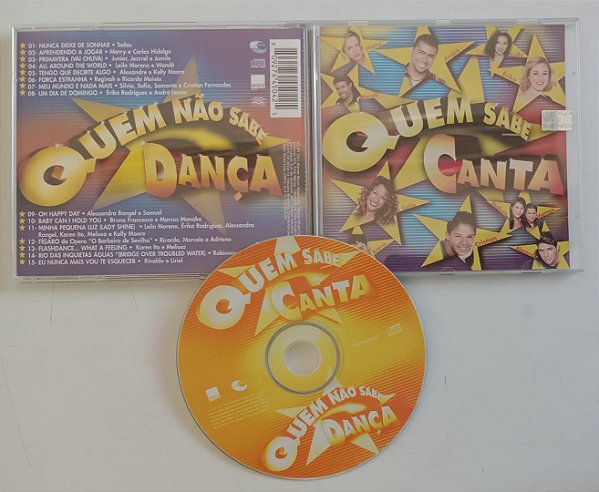 01- NUNCA DEIXE DE SONHAR • Todos
02- APRENDENDO A JOGAR • Marry e Carlos Hidalgo
03- PRIMAVERA (VAI CHUVA) • Junior, Jezreel e Jamile
04- ALL AROUND THE WORLD • Leila Moreno e Wandã
05- TENGO QUE DECIRTE ALGO • Alexandre e Kelly Moore
06- FORÇA ESTRANHA • Reginah e Ricardo Moisés
07- MEU MUNDO E NADA MAIS • Silvia, Sofia, Samanta e Cristian Fernandes
08- UM DIA DE DOMINGO • Erika Rodrigues e André Leono
QUEM NÃO SABE
DANÇA
09- OH HAPPY DAY • Alessandra Rangel e Samuel
10- BABY CAN I HOLD YOU • Bruno Francesco e Marcus Manaka
11- MINHA PEQUENA LUZ (LADY SHINE) • Leila Moreno, Erika Rodrigues, Alessandra
Rangel, Karen Ito, Melissa e Kelly Moore
12- FÍGARO da Opera "O Barbeiro de Sevilha" • Ricardo, Marcelo e Adriano
13- FLASHDANCE... WHAT A FEELING • Karen Ito e Melissa
14- RIO DAS INQUIETAS ÁGUAS "(BRIDGE OVER TROUBLED WATER) • Robinson
15- EU NUNCA MAIS VOU TE ESQUECER • Rinaldo e Liriel
QUEM SABE
CANTA
QUEM SABE
CANTA
QUEM NÃO SABE
DANÇA